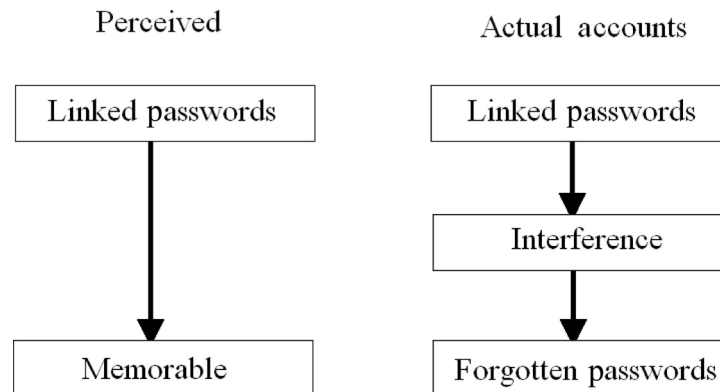 Perceived
Actual accounts
Linked passwords
Linked passwords
Interference
Memorable
Forgotten passwords